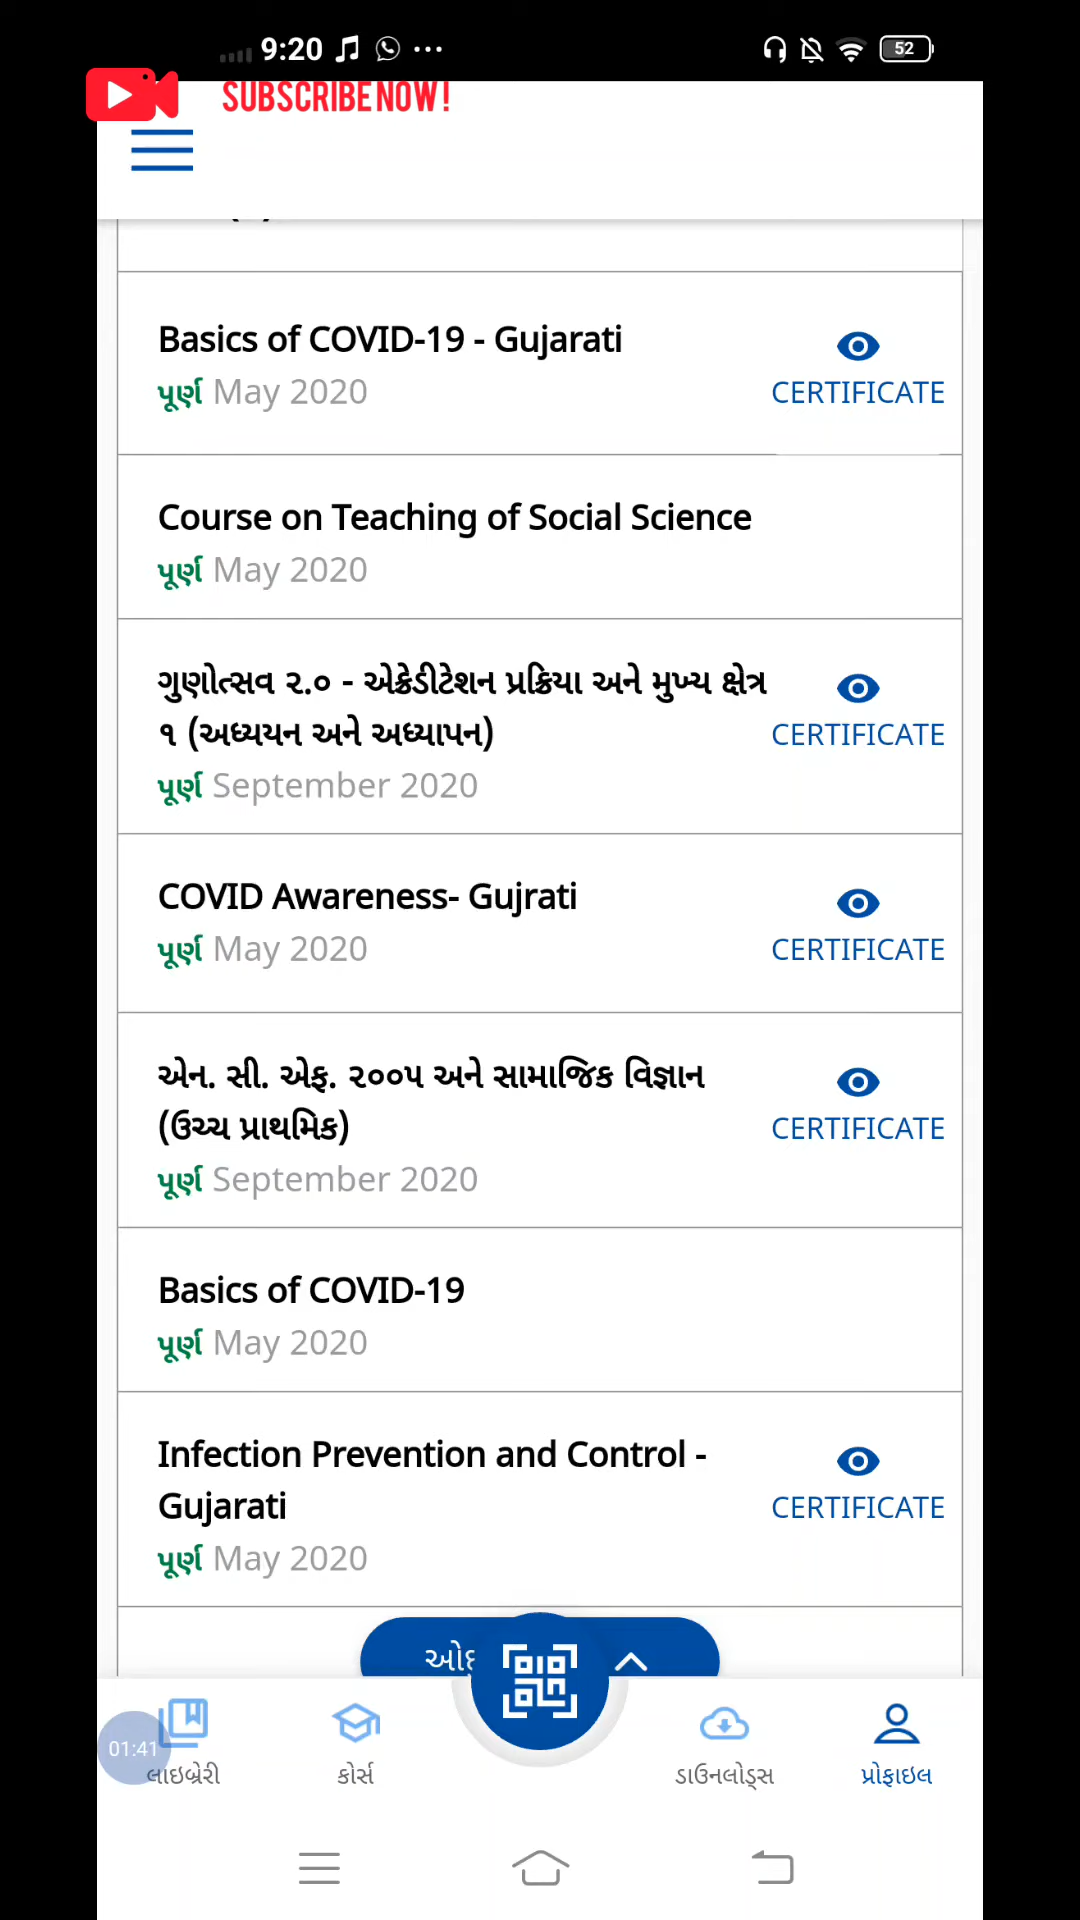 9:20
52
SUBSCRIBE NOW!
Basics of COVID-19 - Gujarati
પૂર્ણ May 2020
CERTIFICATE
Course on Teaching of Social Science
પૂર્ણ May 2020
ગુણોત્સવ ૨.૦ - એક્રેડીટેશન પ્રક્રિયા અને મુખ્ય ક્ષેત્ર
૧ (અધ્યયન અને અધ્યાપન)
CERTIFICATE
પૂર્ણ September 2020
COVID Awareness- Gujrati
પૂર્ણ May 2020
CERTIFICATE
એન. સી. એફ. ૨૦૦૫ અને સામાજિક વિજ્ઞાન
(ઉચ્ચ પ્રાથમિક)
CERTIFICATE
પૂર્ણ September 2020
Basics of COVID-19
પૂર્ણ May 2020
Infection Prevention and Control -
Gujarati
CERTIFICATE
પૂર્ણ May 2020
01:41
લાઇબ્રેરી
કોર્સ
ડાઉનલોડ્સ
પ્રોફાઇલ